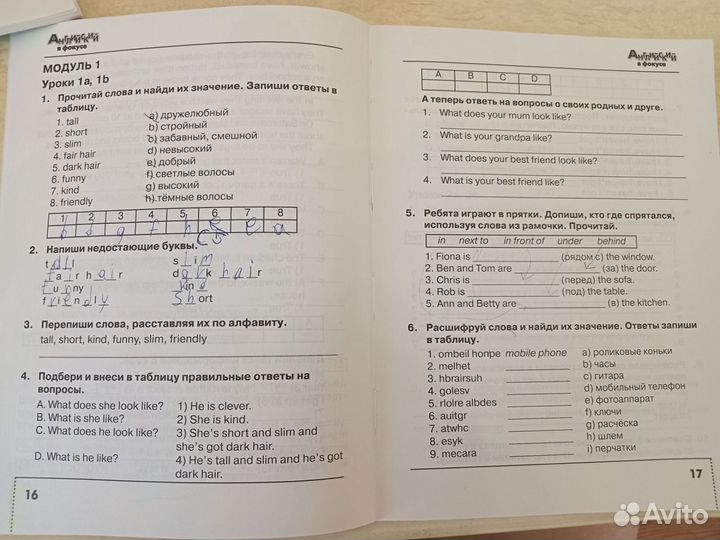 Английский
в фокусе
МОДУЛЬ 1
Уроки 1a, 1b
1. Прочитай слова и найди их значение. Запиши ответы в
таблицу.
1. tall a) дружелюбный
2. short b) стройный
3. slim c) забавный, смешной
4. fair hair d) невысокий
5. dark hair e) добрый
6. funny f) светлые волосы
7. kind g) высокий
8. friendly h) тёмные волосы
1 2 3 4 5 6 7 8
2. Напиши недостающие буквы.
tall slim
fair hair dark hair
funny kind
friendly Short
3. Перепиши слова, расставляя их по алфавиту.
tall, short, kind, funny, slim, friendly
4. Подбери и внеси в таблицу правильные ответы на
вопросы.
A. What does she look like? 1) He is clever.
B. What is she like? 2) She is kind.
C. What does he look like? 3) She's short and slim and
she's got dark hair.
D. What is he like? 4) He's tall and slim and he's got
dark hair.
16
Английский
в фокусе
A B C D
А теперь ответь на вопросы о своих родных и друге.
1. What does your mum look like?
2. What is your grandpa like?
3. What does your best friend look like?
4. What is your best friend like?
5. Ребята играют в прятки. Допиши, кто где спрятался,
используя слова из рамочки. Прочитай.
in next to in front of under behind
1. Fiona is (рядом с) the window.
2. Ben and Tom are (за) the door.
3. Chris is (перед) the sofa.
4. Rob is (под) the table.
5. Ann and Betty are (в) the kitchen.
6. Расшифруй слова и найди их значение. Ответы запиши
в таблицу.
1. ombeil honpe mobile phone a) роликовые коньки
2. melhet b) часы
3. hbrairsuh c) гитара
4. golesv d) мобильный телефон
5. rlolre albdes e) фотоаппарат
6. auitgr f) ключи
7. atwhc g) расчёска
8. esyk h) шлем
9. mecara i) перчатки
17
Avito